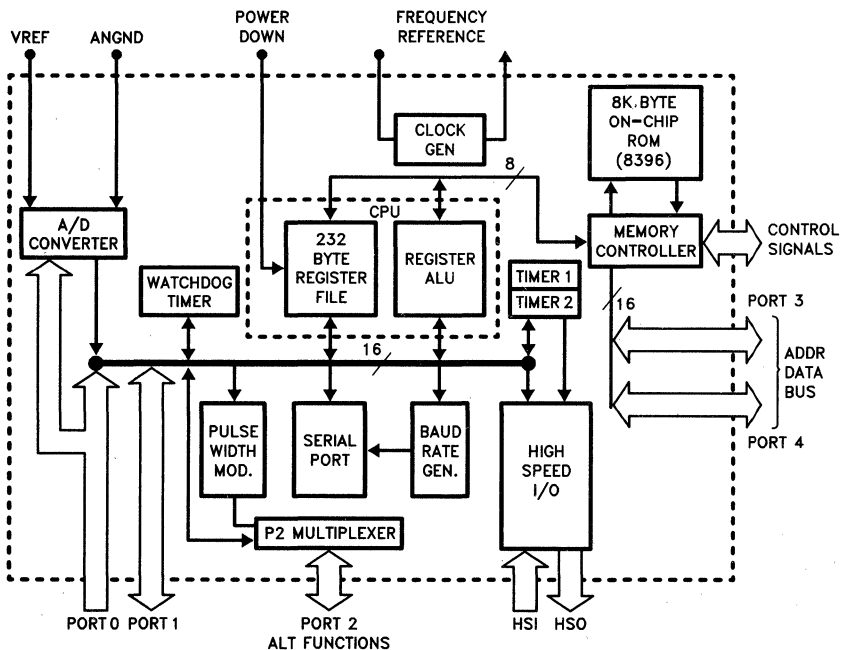 VREF
ANGND
POWER
DOWN
FREQUENCY
REFERENCE
CLOCK
GEN
8K BYTE
ON-CHIP
ROM
(8396)
8
CPU
A/D
CONVERTER
232
BYTE
REGISTER
FILE
REGISTER
ALU
MEMORY
CONTROLLER
CONTROL
SIGNALS
WATCHDOG
TIMER
TIMER 1
TIMER 2
16
PORT 3
16
ADDR
DATA
BUS
PORT 4
PULSE
WIDTH
MOD.
SERIAL
PORT
BAUD
RATE
GEN.
HIGH
SPEED
I/O
P2 MULTIPLEXER
PORT 0
PORT 1
PORT 2
ALT FUNCTIONS
HSI
HSO